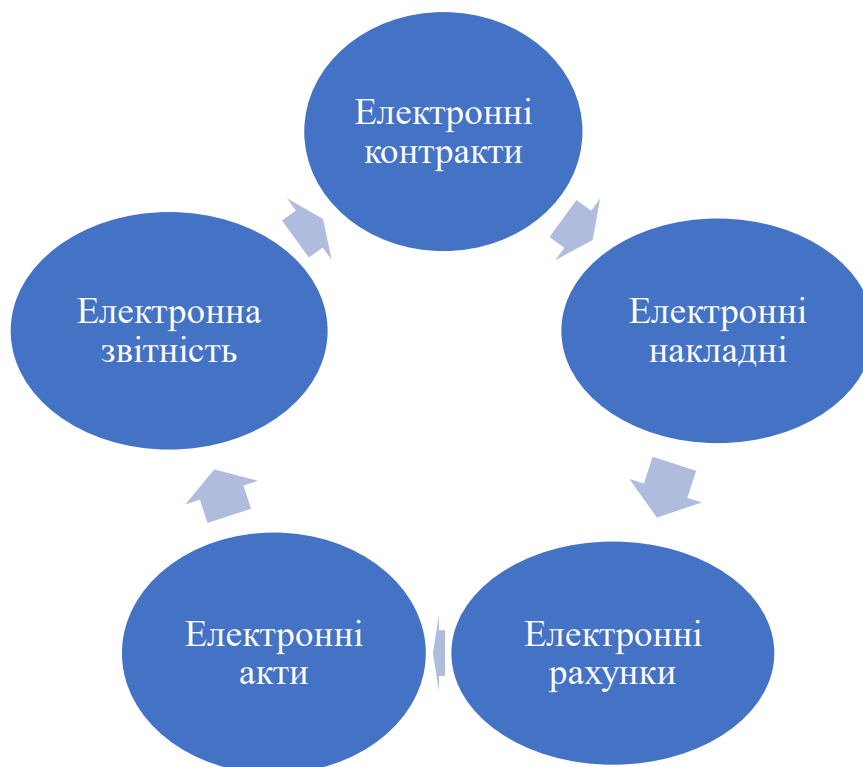 Електронні
контракти
Електронні
накладні
Електронні
рахунки
Електронні
акти
Електронна
звітність